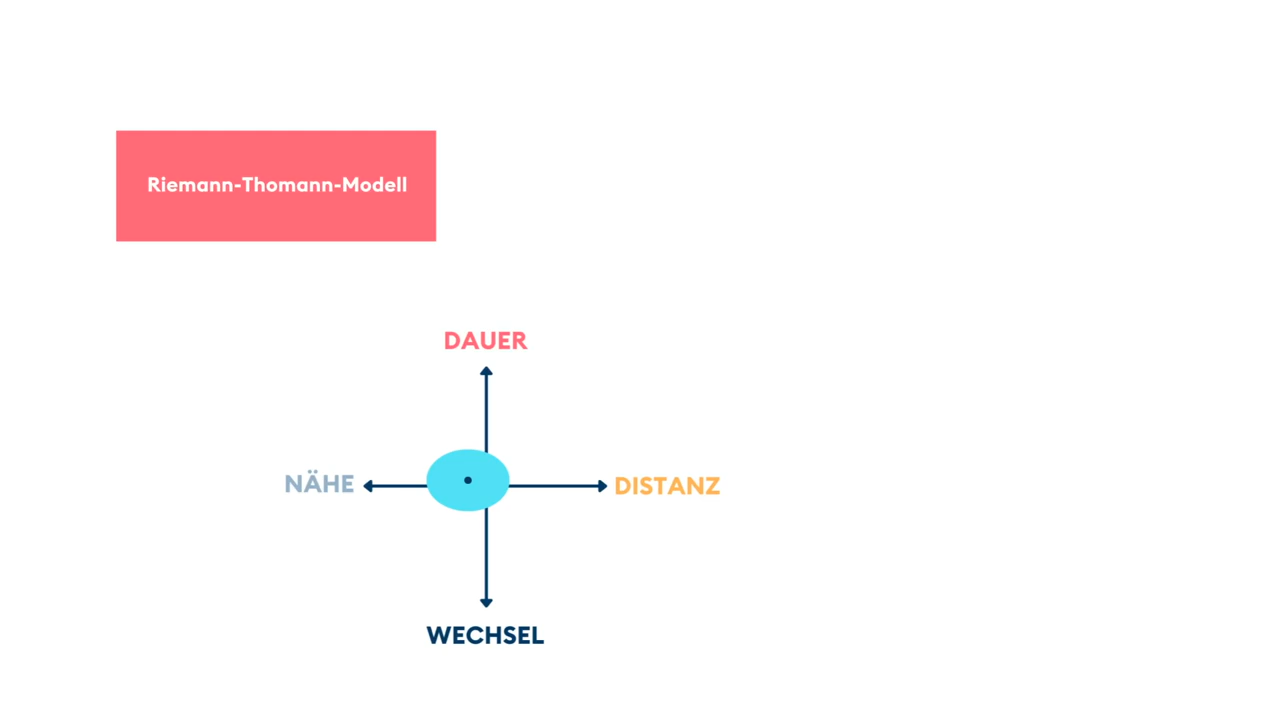 Riemann-Thomann-Modell
DAUER
NÄHE
DISTANZ
WECHSEL